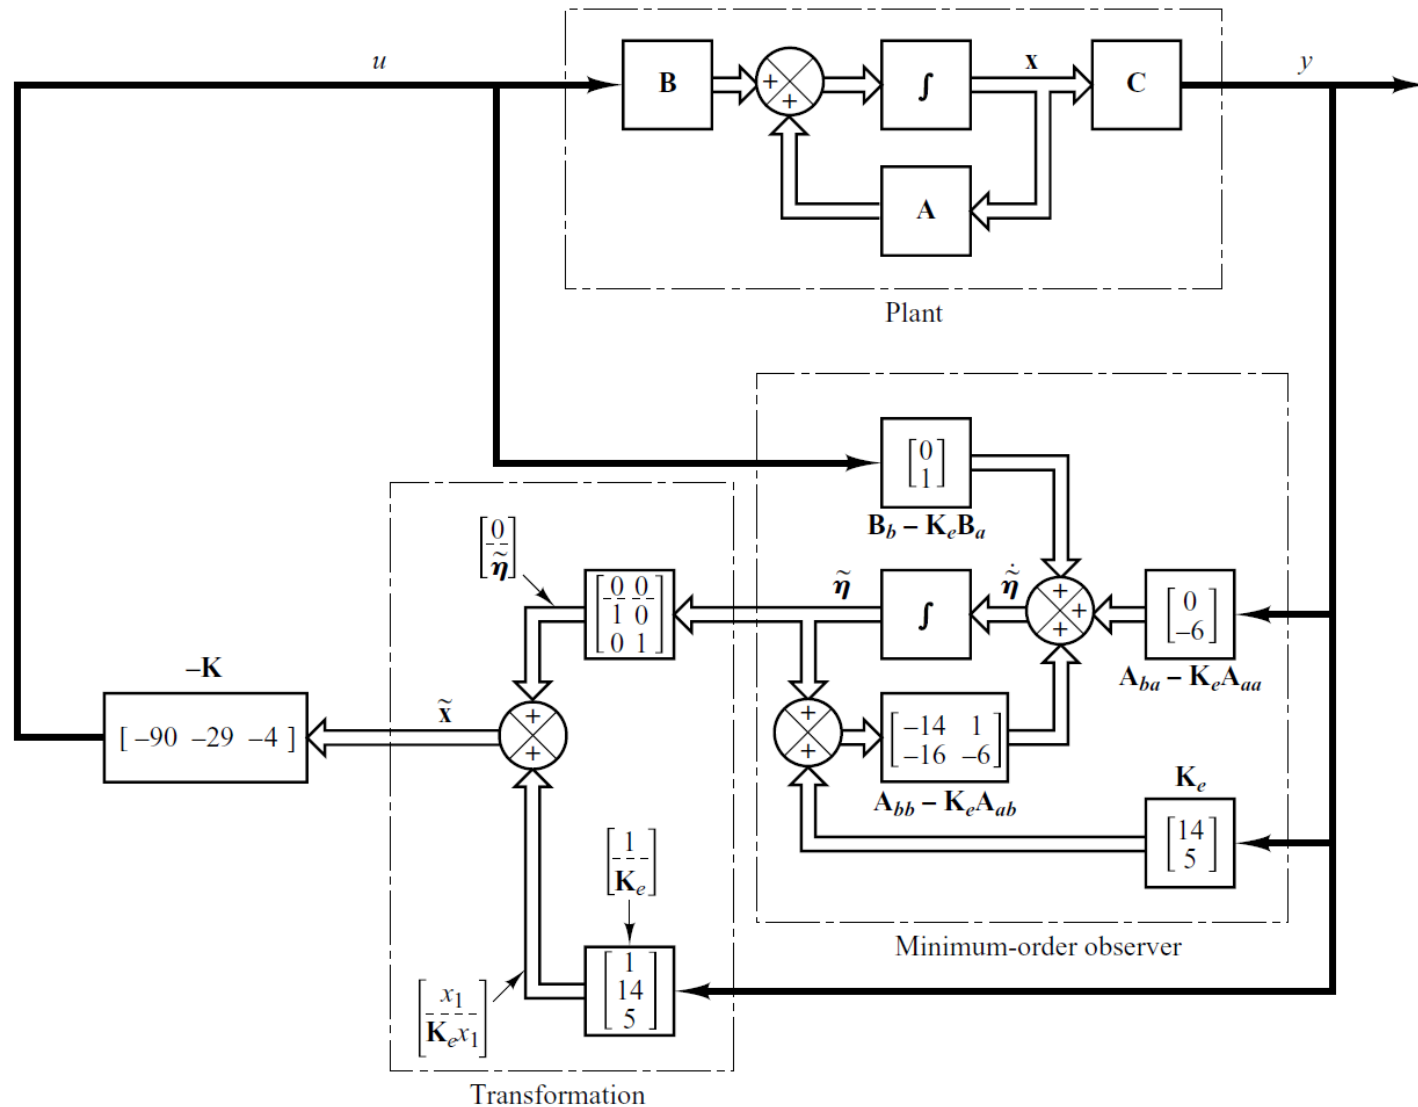 u
B
+
+
∫
x
C
y
A
Plant
[0
1]
B_b – K_eB_a
[0
η̃]
[0 0
1 0
0 1]
η̃
∫
η̃̇
+
+
+
[0
–6]
A_ba – K_eA_aa
–K
[ –90 –29 –4 ]
x̃
+
+
+
+
[–14 1
–16 –6]
A_bb – K_eA_ab
K_e
[14
5]
[1
K_e]
Minimum-order observer
[1
14
5]
[x_1
K_ex_1]
Transformation